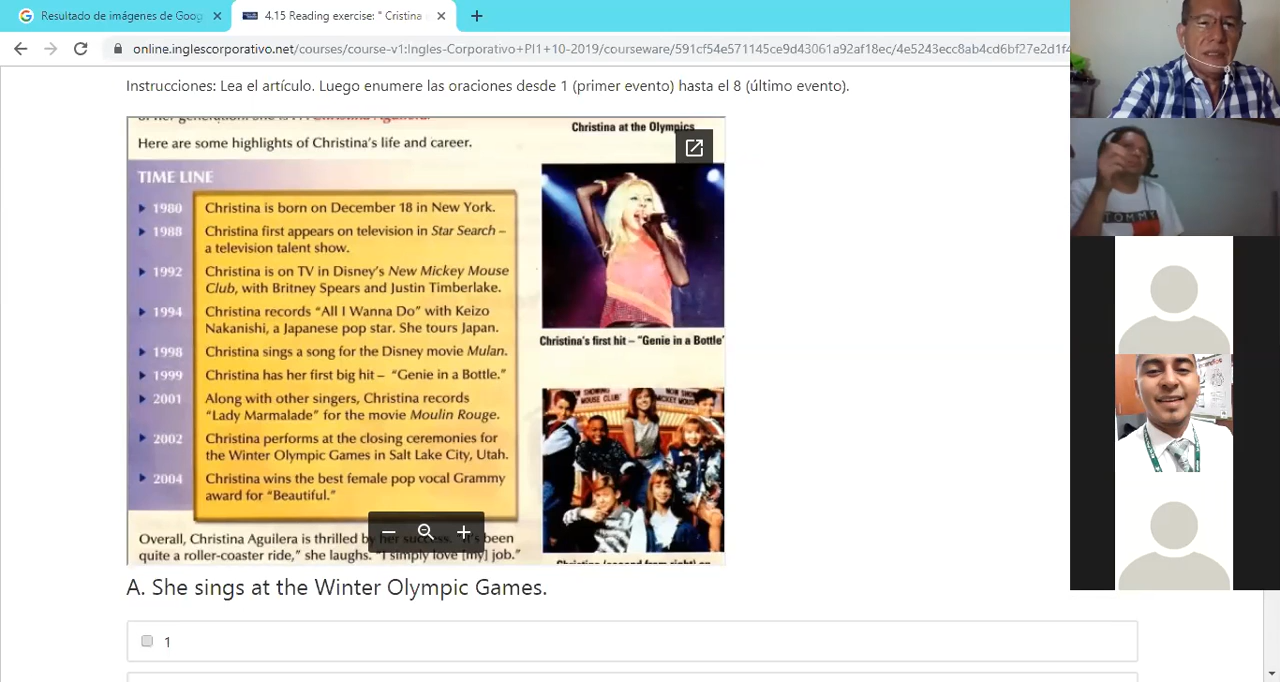 Resultado de imágenes de Goog
4.15 Reading exercise: " Cristina
online.inglescorporativo.net/courses/course-v1:Ingles-Corporativo+PI1+10-2019/courseware/591cf54e571145ce9d43061a92af18ec/4e5243ecc8ab4cd6bf27e2d1f4
Instrucciones: Lea el artículo. Luego enumere las oraciones desde 1 (primer evento) hasta el 8 (último evento).
Christina at the Olympics
Here are some highlights of Christina's life and career.
TIME LINE
1980 Christina is born on December 18 in New York.
1988 Christina first appears on television in Star Search –
a television talent show.
1992 Christina is on TV in Disney's New Mickey Mouse
Club, with Britney Spears and Justin Timberlake.
1994 Christina records "All I Wanna Do" with Keizo
Nakanishi, a Japanese pop star. She tours Japan.
1998 Christina sings a song for the Disney movie Mulan.
1999 Christina has her first big hit – "Genie in a Bottle."
2001 Along with other singers, Christina records
"Lady Marmalade" for the movie Moulin Rouge.
2002 Christina performs at the closing ceremonies for
the Winter Olympic Games in Salt Lake City, Utah.
2004 Christina wins the best female pop vocal Grammy
award for "Beautiful."
Christina's first hit – "Genie in a Bottle"
Overall, Christina Aguilera is thrilled by her success. "It's been
quite a roller-coaster ride," she laughs. "I simply love [my] job."
A. She sings at the Winter Olympic Games.
1
TOMMY